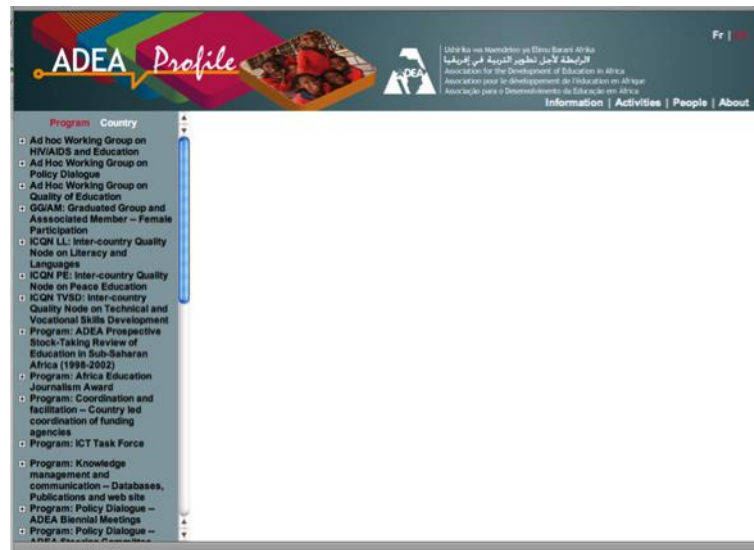 ADEA Profile
Fr |
ADEA
Ushirika wa Maendeleo ya Elimu Barani Afrika
الرابطة لأجل تطوير التربية في إفريقيا
Association for the Development of Education in Africa
Association pour le développement de l'éducation en Afrique
Associação para o Desenvolvimento da Educação em África
Information | Activities | People | About
Program Country
Ad hoc Working Group on
HIV/AIDS and Education
Ad Hoc Working Group on
Policy Dialogue
Ad Hoc Working Group on
Quality of Education
GG/AM: Graduated Group and
Asssociated Member -- Female
Participation
ICQN LL: Inter-country Quality
Node on Literacy and
Languages
ICQN PE: Inter-country Quality
Node on Peace Education
ICQN TVSD: Inter-country
Quality Node on Technical and
Vocational Skills Development
Program: ADEA Prospective
Stock-Taking Review of
Education in Sub-Saharan
Africa (1998-2002)
Program: Africa Education
Journalism Award
Program: Coordination and
facilitation -- Country led
coordination of funding
agencies
Program: ICT Task Force
Program: Knowledge
management and
communication -- Databases,
Publications and web site
Program: Policy Dialogue --
ADEA Biennial Meetings
Program: Policy Dialogue --
ADEA Steering Committee